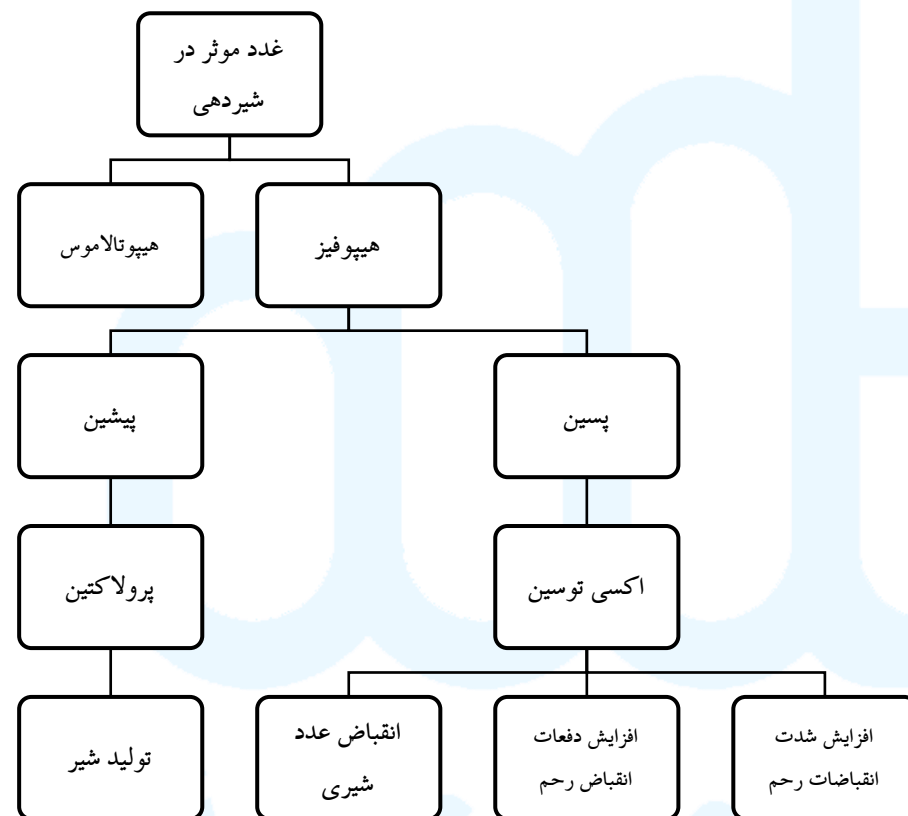 غدد موثر در
شیردهی
هیپوفیز
هیپوتالاموس
پسین
پیشین
اکسی توسین
پرولاکتین
افزایش شدت
انقباضات رحم
افزایش دفعات
انقباض رحم
انقباض عدد
شیری
تولید شیر